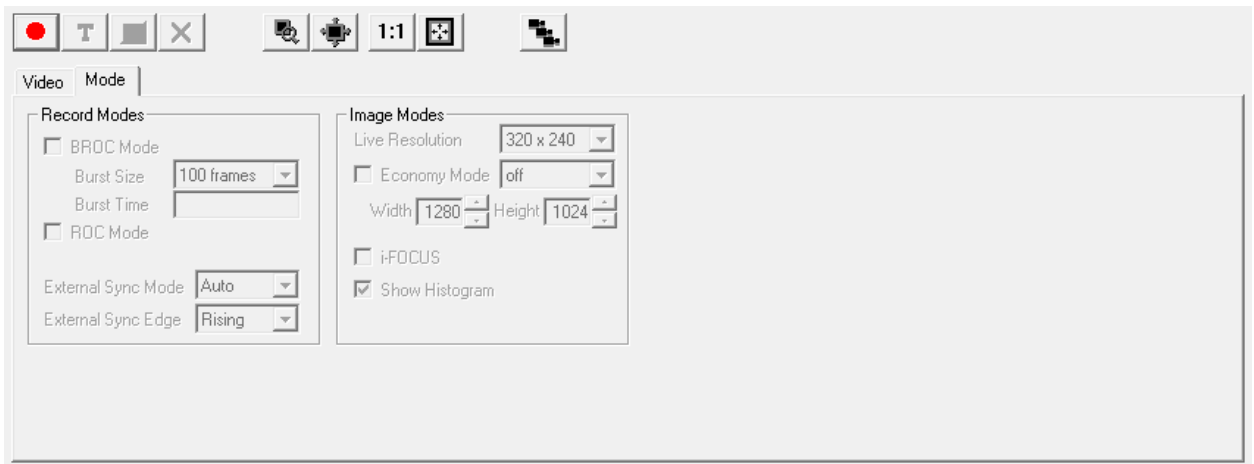 T 1:1
Video Mode
Record Modes
BROC Mode
Burst Size 100 frames
Burst Time
ROC Mode
External Sync Mode Auto
External Sync Edge Rising
Image Modes
Live Resolution 320 x 240
Economy Mode off
Width 1280 Height 1024
i-FOCUS
Show Histogram